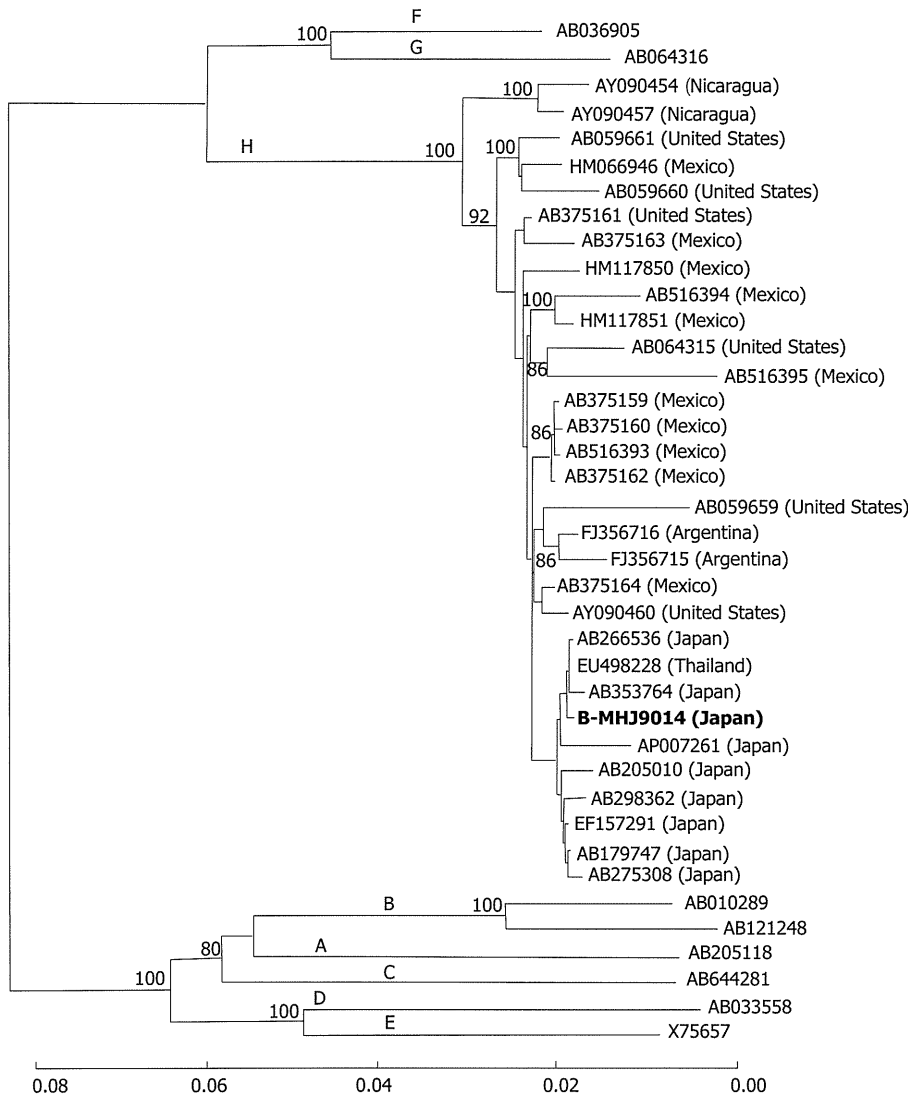 F
100
AB036905
G
AB064316
100
AY090454 (Nicaragua)
AY090457 (Nicaragua)
H
100
100
AB059661 (United States)
HM066946 (Mexico)
AB059660 (United States)
92
AB375161 (United States)
AB375163 (Mexico)
HM117850 (Mexico)
100
AB516394 (Mexico)
HM117851 (Mexico)
AB064315 (United States)
86
AB516395 (Mexico)
AB375159 (Mexico)
AB375160 (Mexico)
86
AB516393 (Mexico)
AB375162 (Mexico)
AB059659 (United States)
FJ356716 (Argentina)
86
FJ356715 (Argentina)
AB375164 (Mexico)
AY090460 (United States)
AB266536 (Japan)
EU498228 (Thailand)
AB353764 (Japan)
B-MHJ9014 (Japan)
AP007261 (Japan)
AB205010 (Japan)
AB298362 (Japan)
EF157291 (Japan)
AB179747 (Japan)
AB275308 (Japan)
B
100
AB010289
AB121248
80
A
AB205118
C
AB644281
100
D
100
AB033558
E
X75657
0.08 0.06 0.04 0.02 0.00